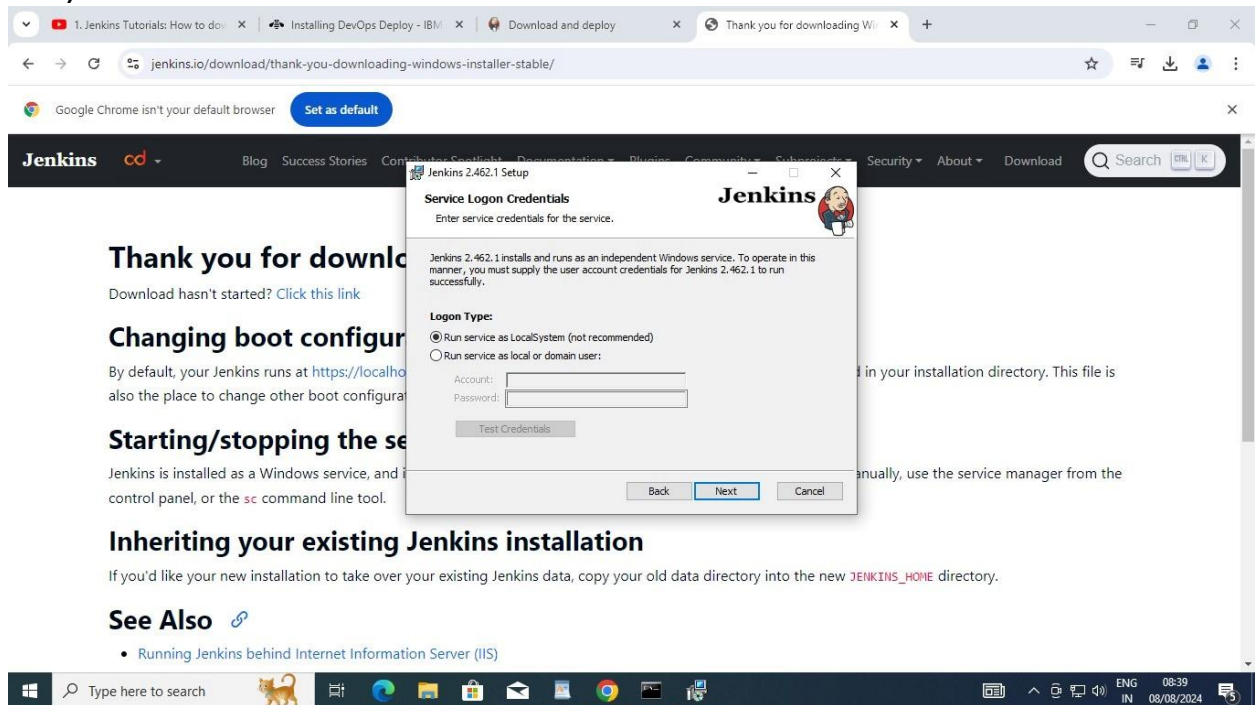 1. Jenkins Tutorials: How to dow
Installing DevOps Deploy - IBM
Download and deploy
Thank you for downloading Wi
jenkins.io/download/thank-you-downloading-windows-installer-stable/
Google Chrome isn't your default browser
Set as default
Jenkins
cd
Blog Success Stories Contributor Spotlight Documentation Plugins Community Subprojects Security About Download
Search CTRL K
Jenkins 2.462.1 Setup
Service Logon Credentials
Enter service credentials for the service.
Jenkins
Jenkins 2.462.1 installs and runs as an independent Windows service. To operate in this
manner, you must supply the user account credentials for Jenkins 2.462.1 to run
successfully.
Logon Type:
Run service as LocalSystem (not recommended)
Run service as local or domain user:
Account:
Password:
Test Credentials
Back
Next
Cancel
Thank you for downlo
Download hasn't started? Click this link
Changing boot configur
By default, your Jenkins runs at https://localho
in your installation directory. This file is
also the place to change other boot configurat
Starting/stopping the se
Jenkins is installed as a Windows service, and i
anually, use the service manager from the
control panel, or the sc command line tool.
Inheriting your existing Jenkins installation
If you'd like your new installation to take over your existing Jenkins data, copy your old data directory into the new JENKINS_HOME directory.
See Also
Running Jenkins behind Internet Information Server (IIS)
Type here to search
ENG
IN
08:39
08/08/2024
5